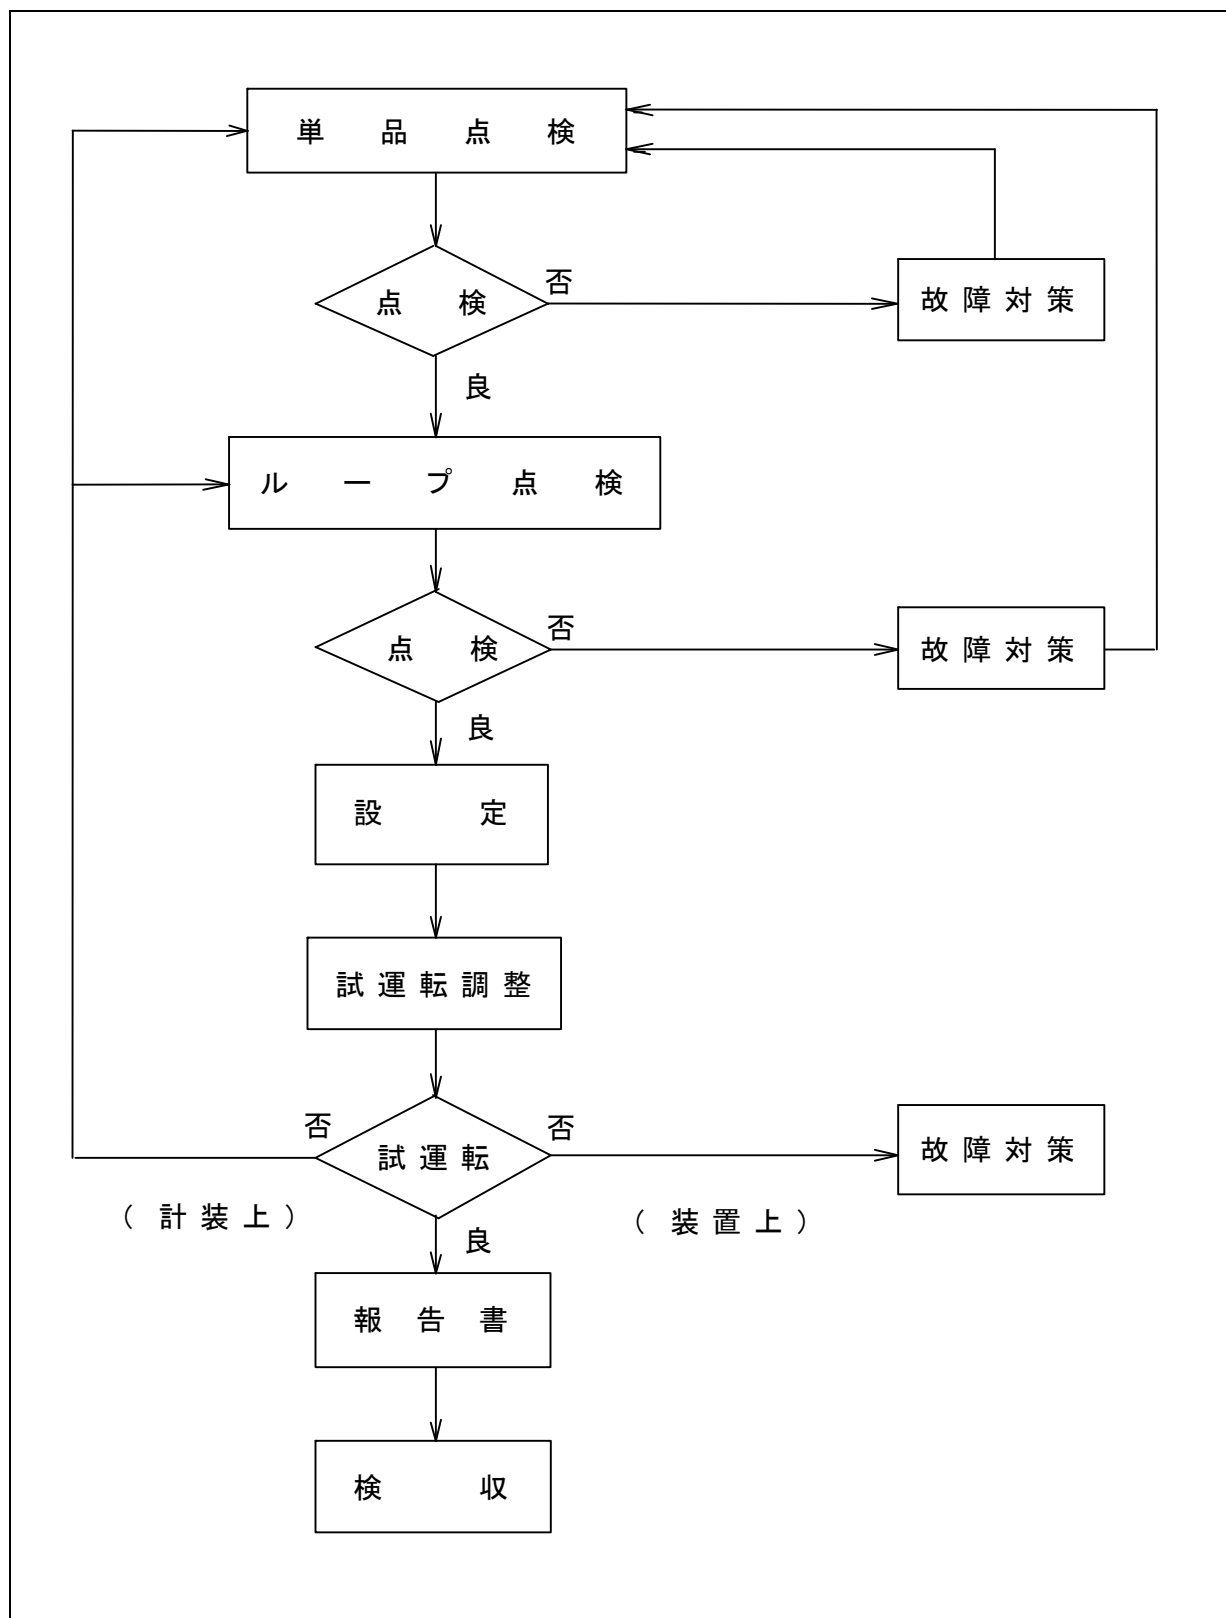 単品点検
点検
否
故障対策
良
ループ点検
点検
否
故障対策
良
設定
試運転調整
否
試運転
否
故障対策
（計装上）
（装置上）
良
報告書
検収